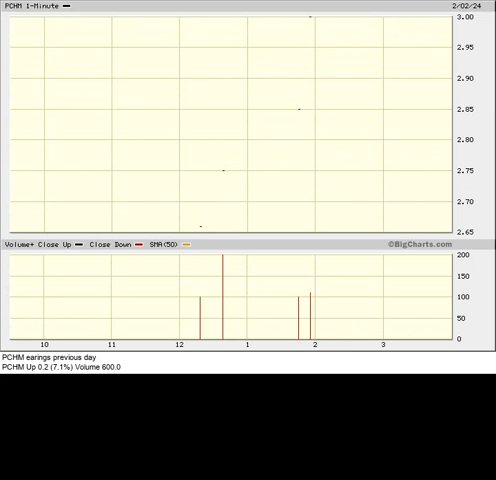 PCHM 1-Minute 2/02/24
3.00
2.95
2.90
2.85
2.80
2.75
2.70
2.65
Volume+ Close Up Close Down SMA(50) ©BigCharts.com
200
150
100
50
0
10 11 12 1 2 3
PCHM earings previous day
PCHM Up 0.2 (7.1%) Volume 600.0